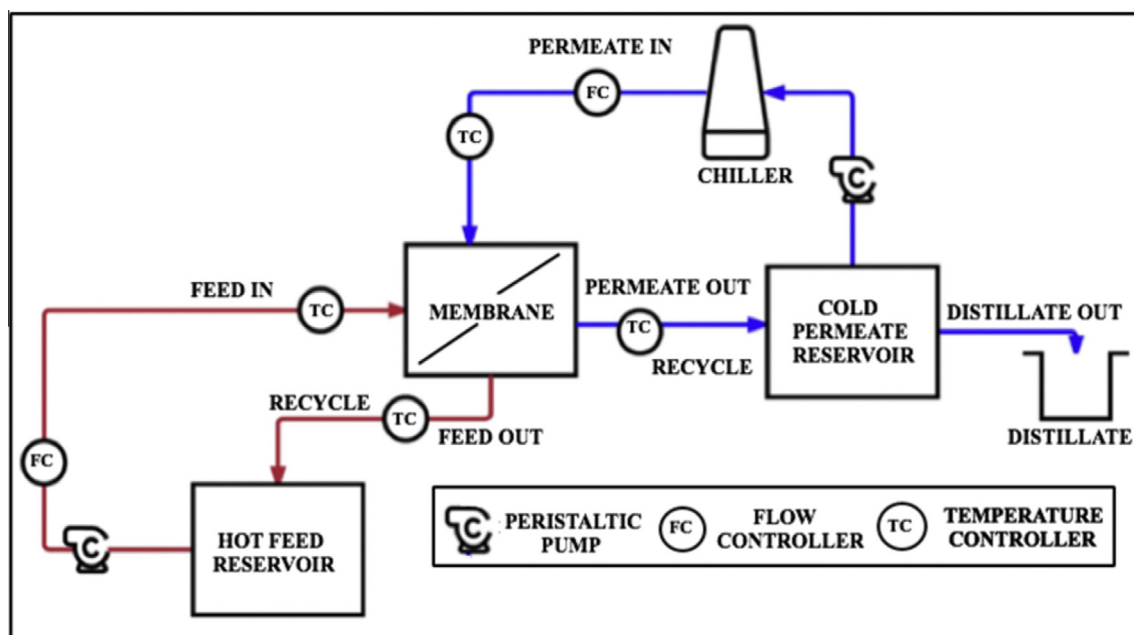 PERMEATE IN
FC
TC
CHILLER
C
FEED IN
TC
MEMBRANE
PERMEATE OUT
TC
RECYCLE
COLD
PERMEATE
RESERVOIR
DISTILLATE OUT
DISTILLATE
RECYCLE
TC
FEED OUT
FC
C
HOT FEED
RESERVOIR
C
PERISTALTIC
PUMP
FC
FLOW
CONTROLLER
TC
TEMPERATURE
CONTROLLER